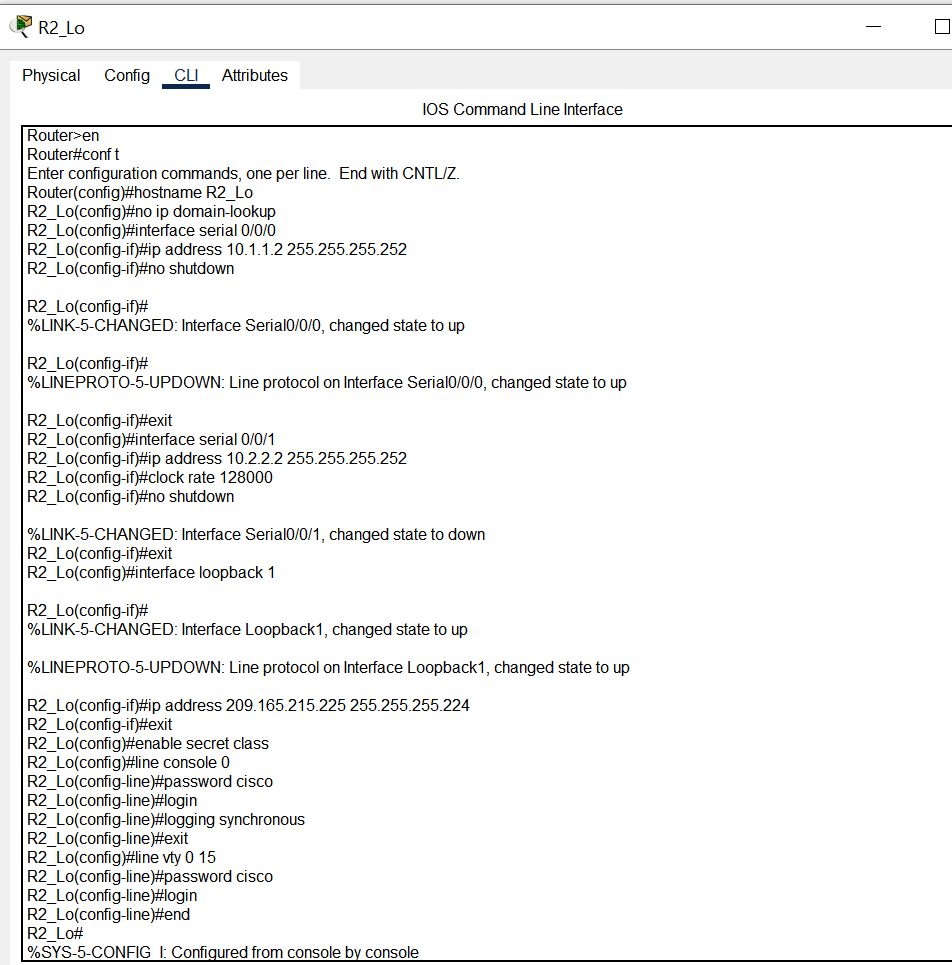 R2_Lo
Physical Config CLI Attributes
IOS Command Line Interface
Router>en
Router#conf t
Enter configuration commands, one per line.  End with CNTL/Z.
Router(config)#hostname R2_Lo
R2_Lo(config)#no ip domain-lookup
R2_Lo(config)#interface serial 0/0/0
R2_Lo(config-if)#ip address 10.1.1.2 255.255.255.252
R2_Lo(config-if)#no shutdown
R2_Lo(config-if)#
%LINK-5-CHANGED: Interface Serial0/0/0, changed state to up
R2_Lo(config-if)#
%LINEPROTO-5-UPDOWN: Line protocol on Interface Serial0/0/0, changed state to up
R2_Lo(config-if)#exit
R2_Lo(config)#interface serial 0/0/1
R2_Lo(config-if)#ip address 10.2.2.2 255.255.255.252
R2_Lo(config-if)#clock rate 128000
R2_Lo(config-if)#no shutdown
%LINK-5-CHANGED: Interface Serial0/0/1, changed state to down
R2_Lo(config-if)#exit
R2_Lo(config)#interface loopback 1
R2_Lo(config-if)#
%LINK-5-CHANGED: Interface Loopback1, changed state to up
%LINEPROTO-5-UPDOWN: Line protocol on Interface Loopback1, changed state to up
R2_Lo(config-if)#ip address 209.165.215.225 255.255.255.224
R2_Lo(config-if)#exit
R2_Lo(config)#enable secret class
R2_Lo(config)#line console 0
R2_Lo(config-line)#password cisco
R2_Lo(config-line)#login
R2_Lo(config-line)#logging synchronous
R2_Lo(config-line)#exit
R2_Lo(config)#line vty 0 15
R2_Lo(config-line)#password cisco
R2_Lo(config-line)#login
R2_Lo(config-line)#end
R2_Lo#
%SYS-5-CONFIG_I: Configured from console by console